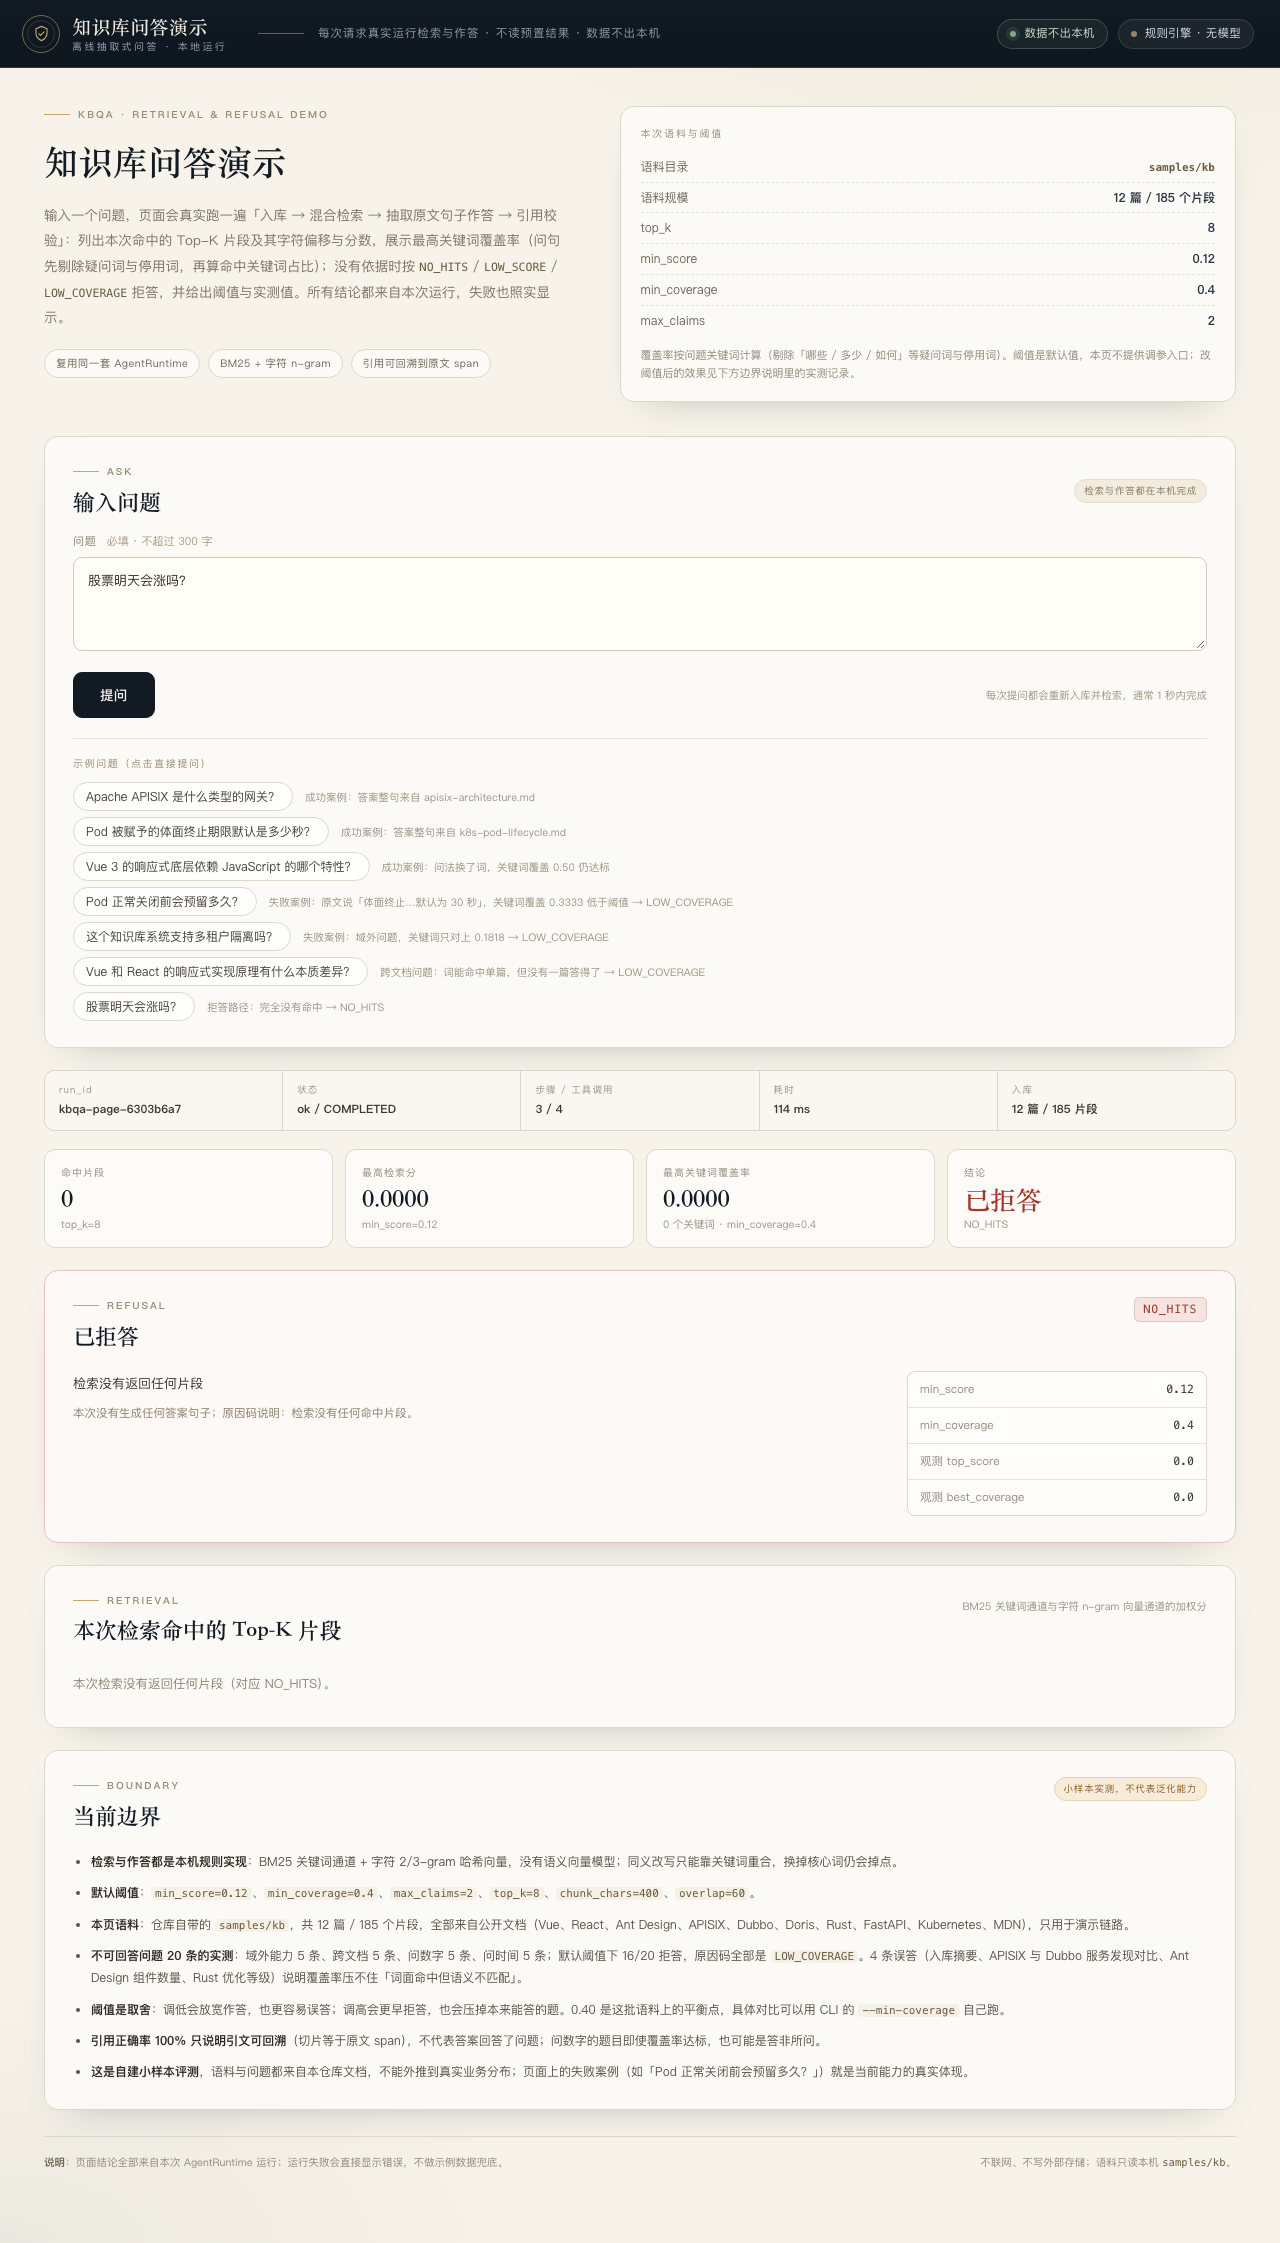 知识库问答演示
离线抽取式问答 · 本地运行
每次请求真实运行检索与作答 · 不读预置结果 · 数据不出本机
数据不出本机
规则引擎 · 无模型
KBQA · RETRIEVAL & REFUSAL DEMO
知识库问答演示
输入一个问题，页面会真实跑一遍「入库 → 混合检索 → 抽取原文句子作答 → 引用校
验」：列出本次命中的 Top-K 片段及其字符偏移与分数，展示最高关键词覆盖率（问句
先剔除疑问词与停用词，再算命中关键词占比）；没有依据时按 NO_HITS / LOW_SCORE /
LOW_COVERAGE 拒答，并给出阈值与实测值。所有结论都来自本次运行，失败也照实显
示。
复用同一套 AgentRuntime
BM25 + 字符 n-gram
引用可回溯到原文 span
本次语料与阈值
语料目录 samples/kb
语料规模 12 篇 / 185 个片段
top_k 8
min_score 0.12
min_coverage 0.4
max_claims 2
覆盖率按问题关键词计算（剔除「哪些 / 多少 / 如何」等疑问词与停用词）。阈值是默认值，本页不提供调参入口；改
阈值后的效果见下方边界说明里的实测记录。
ASK
输入问题
检索与作答都在本机完成
问题 必填 · 不超过 300 字
股票明天会涨吗？
提问
每次提问都会重新入库并检索，通常 1 秒内完成
示例问题（点击直接提问）
Apache APISIX 是什么类型的网关？ 成功案例：答案整句来自 apisix-architecture.md
Pod 被赋予的体面终止期限默认是多少秒？ 成功案例：答案整句来自 k8s-pod-lifecycle.md
Vue 3 的响应式底层依赖 JavaScript 的哪个特性？ 成功案例：问法换了词，关键词覆盖 0.50 仍达标
Pod 正常关闭前会预留多久？ 失败案例：原文说「体面终止…默认为 30 秒」，关键词覆盖 0.3333 低于阈值 → LOW_COVERAGE
这个知识库系统支持多租户隔离吗？ 失败案例：域外问题，关键词只对上 0.1818 → LOW_COVERAGE
Vue 和 React 的响应式实现原理有什么本质差异？ 跨文档问题：词能命中单篇，但没有一篇答得了 → LOW_COVERAGE
股票明天会涨吗？ 拒答路径：完全没有命中 → NO_HITS
run_id
kbqa-page-6303b6a7
状态
ok / COMPLETED
步骤 / 工具调用
3 / 4
耗时
114 ms
入库
12 篇 / 185 片段
命中片段
0
top_k=8
最高检索分
0.0000
min_score=0.12
最高关键词覆盖率
0.0000
0 个关键词 · min_coverage=0.4
结论
已拒答
NO_HITS
REFUSAL
已拒答
NO_HITS
检索没有返回任何片段
本次没有生成任何答案句子；原因码说明：检索没有任何命中片段。
min_score 0.12
min_coverage 0.4
观测 top_score 0.0
观测 best_coverage 0.0
RETRIEVAL
本次检索命中的 Top-K 片段
BM25 关键词通道与字符 n-gram 向量通道的加权分
本次检索没有返回任何片段（对应 NO_HITS）。
BOUNDARY
当前边界
小样本实测，不代表泛化能力
• 检索与作答都是本机规则实现：BM25 关键词通道 + 字符 2/3-gram 哈希向量，没有语义向量模型；同义改写只能靠关键词重合，换掉核心词仍会掉点。
• 默认阈值：min_score=0.12、min_coverage=0.4、max_claims=2、top_k=8、chunk_chars=400、overlap=60。
• 本页语料：仓库自带的 samples/kb，共 12 篇 / 185 个片段，全部来自公开文档（Vue、React、Ant Design、APISIX、Dubbo、Doris、Rust、FastAPI、Kubernetes、MDN），只用于演示链路。
• 不可回答问题 20 条的实测：域外能力 5 条、跨文档 5 条、问数字 5 条、问时间 5 条；默认阈值下 16/20 拒答，原因码全部是 LOW_COVERAGE。4 条误答（入库摘要、APISIX 与 Dubbo 服务发现对比、Ant
Design 组件数量、Rust 优化等级）说明覆盖率压不住「词面命中但语义不匹配」。
• 阈值是取舍：调低会放宽作答，也更容易误答；调高会更早拒答，也会压掉本来能答的题。0.40 是这批语料上的平衡点，具体对比可以用 CLI 的 --min-coverage 自己跑。
• 引用正确率 100% 只说明引文可回溯（切片等于原文 span），不代表答案回答了问题；问数字的题目即使覆盖率达标，也可能是答非所问。
• 这是自建小样本评测，语料与问题都来自本仓库文档，不能外推到真实业务分布；页面上的失败案例（如「Pod 正常关闭前会预留多久？」）就是当前能力的真实体现。
说明：页面结论全部来自本次 AgentRuntime 运行；运行失败会直接显示错误，不做示例数据兜底。
不联网、不写外部存储；语料只读本机 samples/kb。